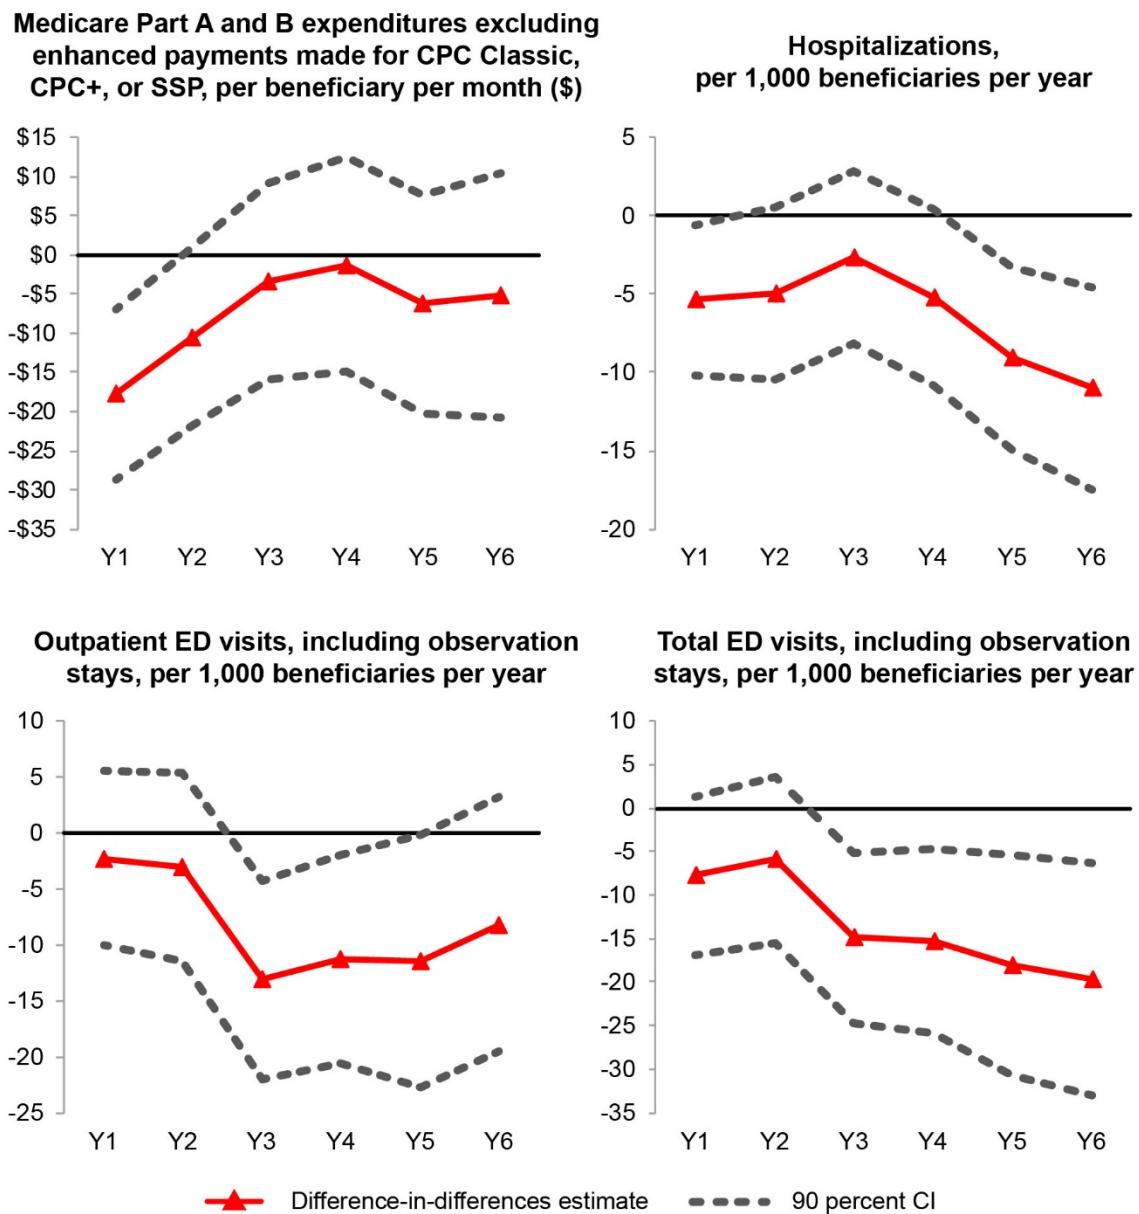 Medicare Part A and B expenditures excluding
enhanced payments made for CPC Classic,
CPC+, or SSP, per beneficiary per month ($)
$15
$10
$5
$0
-$5
-$10
-$15
-$20
-$25
-$30
-$35
Y1 Y2 Y3 Y4 Y5 Y6
Hospitalizations,
per 1,000 beneficiaries per year
5
0
-5
-10
-15
-20
Y1 Y2 Y3 Y4 Y5 Y6
Outpatient ED visits, including observation
stays, per 1,000 beneficiaries per year
10
5
0
-5
-10
-15
-20
-25
Y1 Y2 Y3 Y4 Y5 Y6
Total ED visits, including observation
stays, per 1,000 beneficiaries per year
10
5
0
-5
-10
-15
-20
-25
-30
-35
Y1 Y2 Y3 Y4 Y5 Y6
Difference-in-differences estimate
90 percent CI